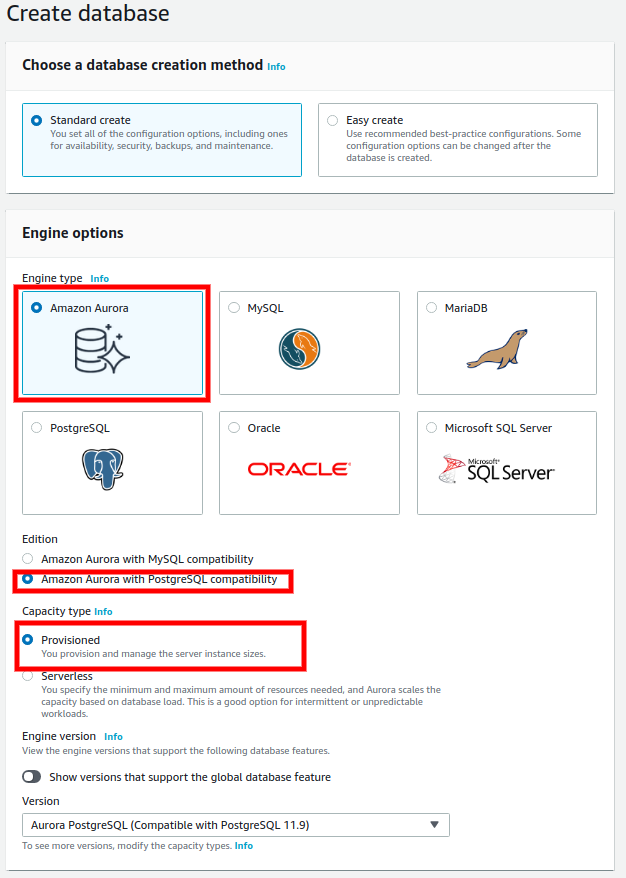 Create database
Choose a database creation method Info
Standard create
You set all of the configuration options, including ones
for availability, security, backups, and maintenance.
Easy create
Use recommended best-practice configurations. Some
configuration options can be changed after the
database is created.
Engine options
Engine type Info
Amazon Aurora
MySQL
MariaDB
PostgreSQL
Oracle
ORACLE
Microsoft SQL Server
Microsoft
SQL Server
Edition
Amazon Aurora with MySQL compatibility
Amazon Aurora with PostgreSQL compatibility
Capacity type Info
Provisioned
You provision and manage the server instance sizes.
Serverless
You specify the minimum and maximum amount of resources needed, and Aurora scales the
capacity based on database load. This is a good option for intermittent or unpredictable
workloads.
Engine version Info
View the engine versions that support the following database features.
Show versions that support the global database feature
Version
Aurora PostgreSQL (Compatible with PostgreSQL 11.9)
To see more versions, modify the capacity types. Info